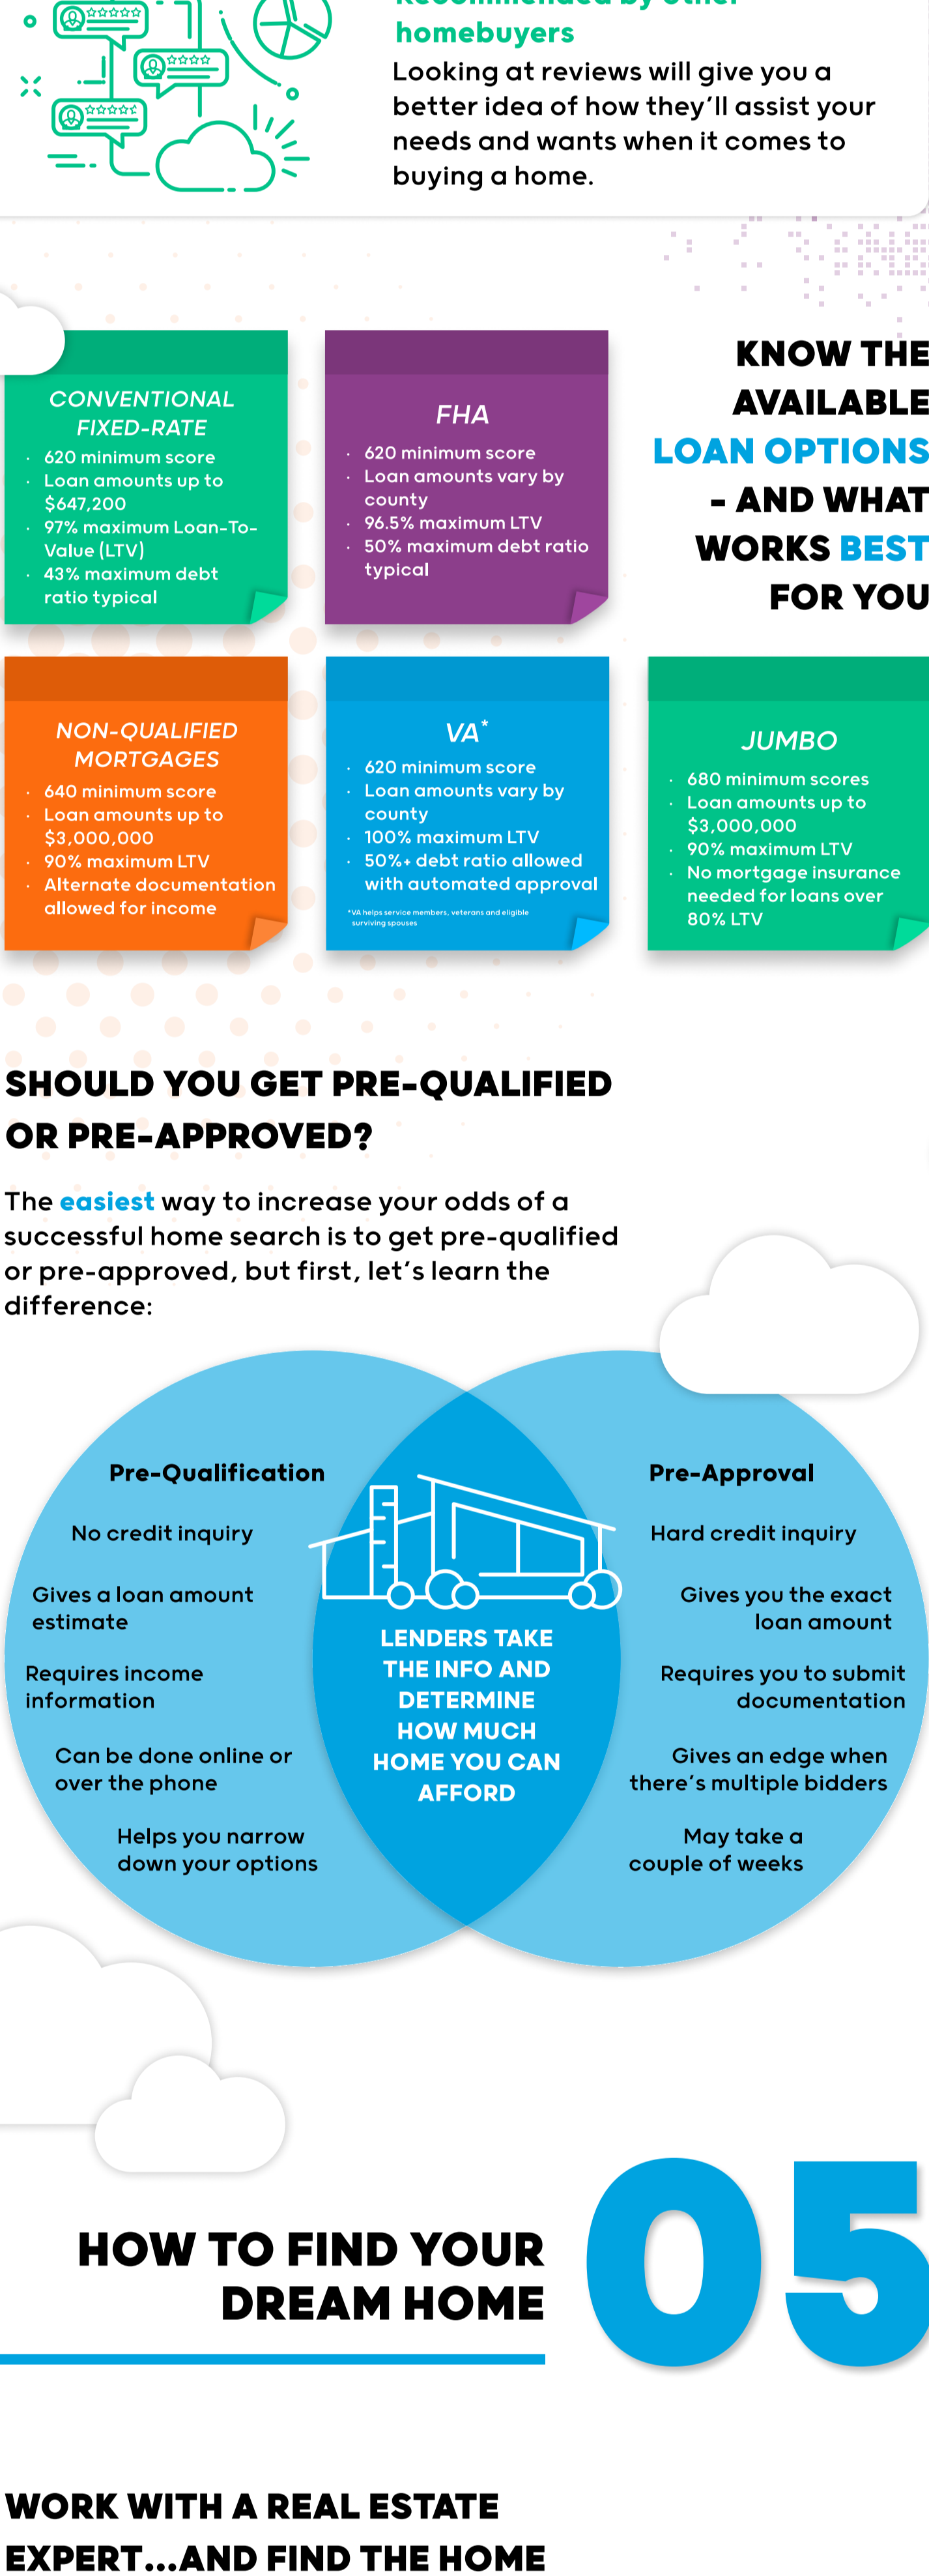 Recommended by other
homebuyers
Looking at reviews will give you a
better idea of how they'll assist your
needs and wants when it comes to
buying a home.
KNOW THE
AVAILABLE
LOAN OPTIONS
- AND WHAT
WORKS BEST
FOR YOU
CONVENTIONAL
FIXED-RATE
· 620 minimum score
· Loan amounts up to
$647,200
· 97% maximum Loan-To-
Value (LTV)
· 43% maximum debt
ratio typical
FHA
· 620 minimum score
· Loan amounts vary by
county
· 96.5% maximum LTV
· 50% maximum debt ratio
typical
NON-QUALIFIED
MORTGAGES
· 640 minimum score
· Loan amounts up to
$3,000,000
· 90% maximum LTV
· Alternate documentation
allowed for income
VA*
· 620 minimum score
· Loan amounts vary by
county
· 100% maximum LTV
· 50%+ debt ratio allowed
with automated approval
*VA helps service members, veterans and eligible
surviving spouses
JUMBO
· 680 minimum scores
· Loan amounts up to
$3,000,000
· 90% maximum LTV
· No mortgage insurance
needed for loans over
80% LTV
SHOULD YOU GET PRE-QUALIFIED
OR PRE-APPROVED?
The easiest way to increase your odds of a
successful home search is to get pre-qualified
or pre-approved, but first, let's learn the
difference:
Pre-Qualification
No credit inquiry
Gives a loan amount
estimate
Requires income
information
Can be done online or
over the phone
Helps you narrow
down your options
LENDERS TAKE
THE INFO AND
DETERMINE
HOW MUCH
HOME YOU CAN
AFFORD
Pre-Approval
Hard credit inquiry
Gives you the exact
loan amount
Requires you to submit
documentation
Gives an edge when
there's multiple bidders
May take a
couple of weeks
HOW TO FIND YOUR
DREAM HOME
05
WORK WITH A REAL ESTATE
EXPERT...AND FIND THE HOME